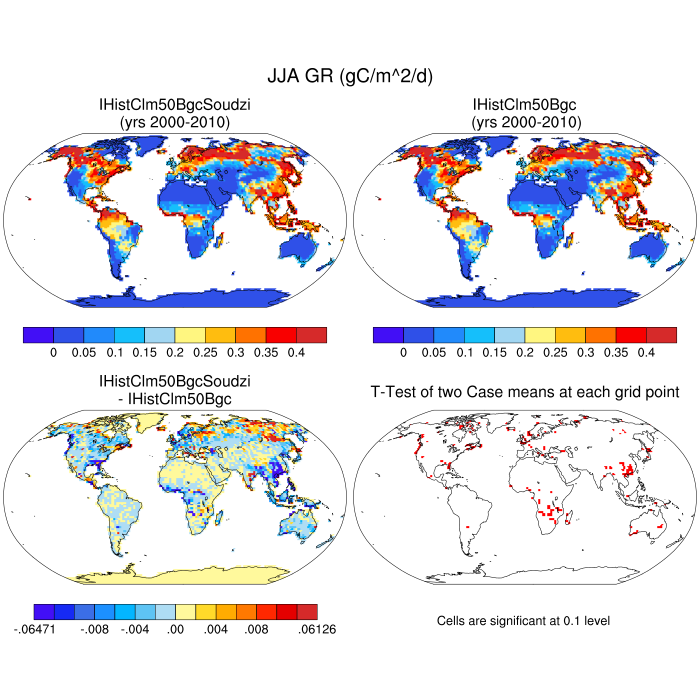 JJA GR (gC/m^2/d)
IHistClm50BgcSoudzi
(yrs 2000-2010)
IHistClm50Bgc
(yrs 2000-2010)
0 0.05 0.1 0.15 0.2 0.25 0.3 0.35 0.4
0 0.05 0.1 0.15 0.2 0.25 0.3 0.35 0.4
IHistClm50BgcSoudzi
- IHistClm50Bgc
T-Test of two Case means at each grid point
-.06471 -.008 -.004 .00 .004 .008 .06126
Cells are significant at 0.1 level